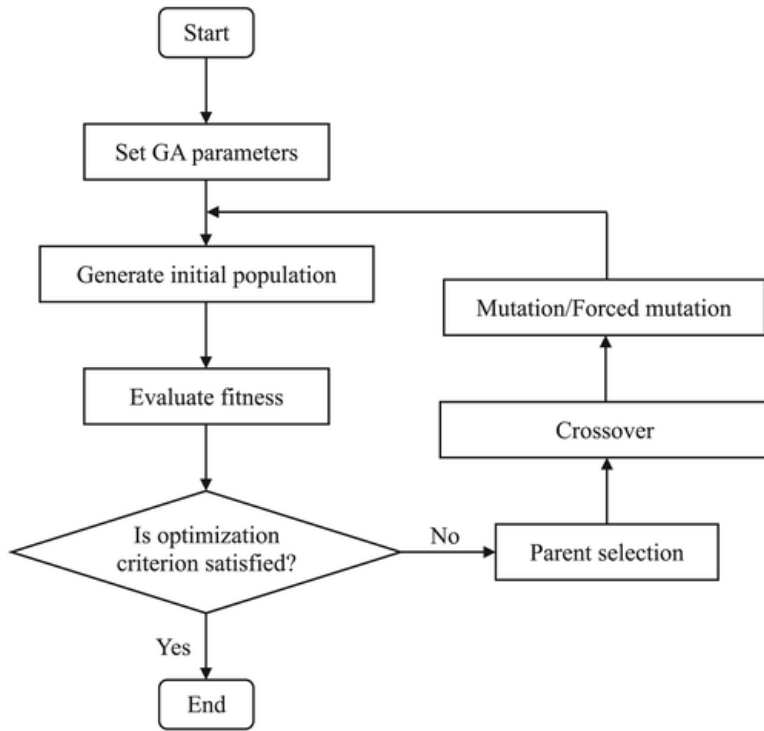 Start
Set GA parameters
Generate initial population
Evaluate fitness
Is optimization
criterion satisfied?
Yes
End
No
Parent selection
Crossover
Mutation/Forced mutation